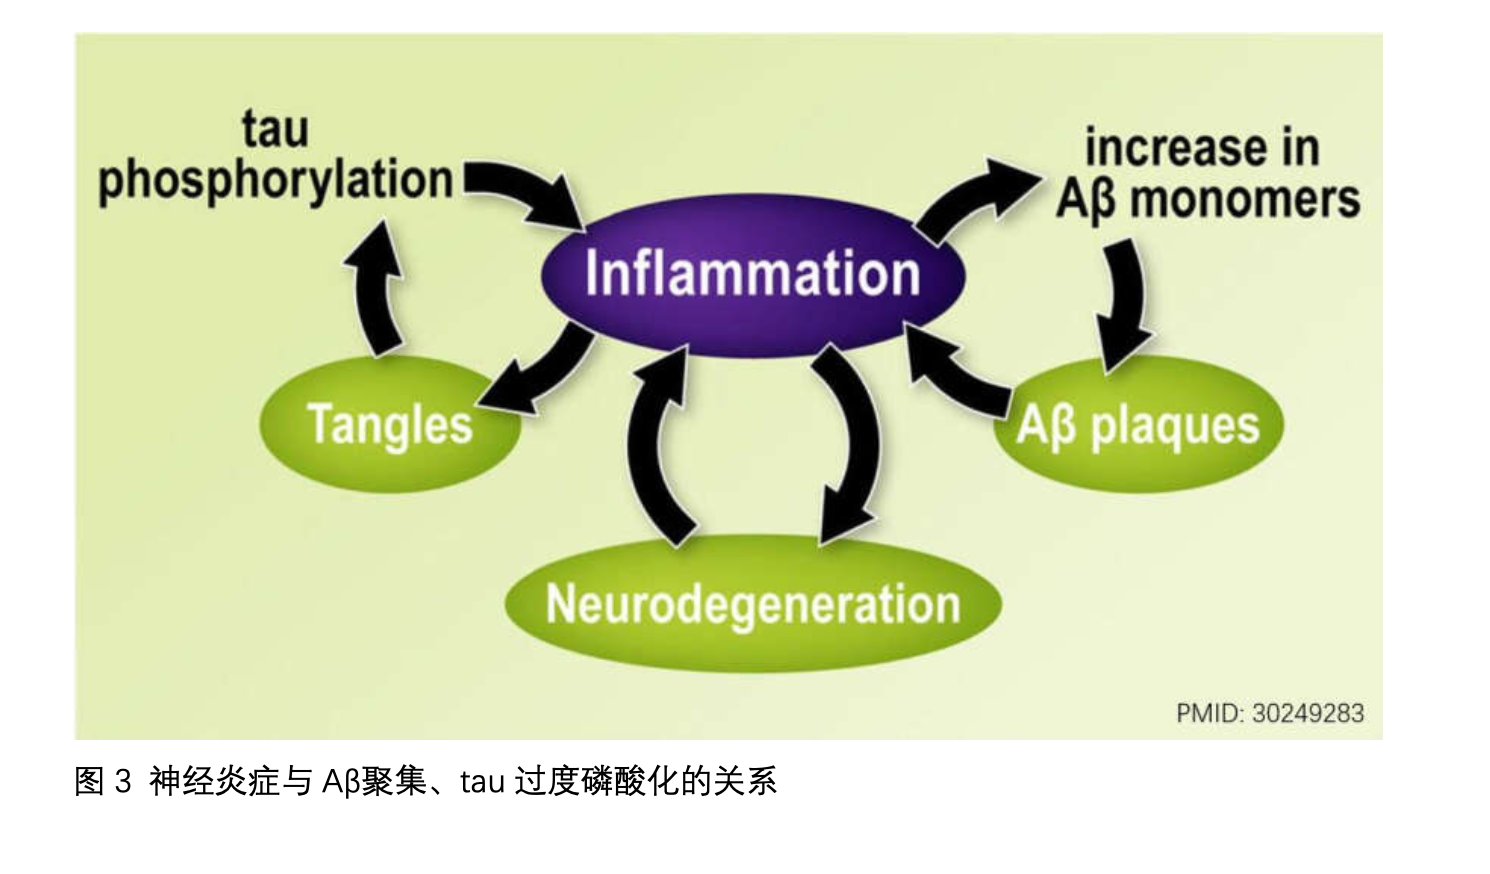 tau
phosphorylation
increase in
Aβ monomers
Inflammation
Tangles
Aβ plaques
Neurodegeneration
PMID: 30249283
图 3 神经炎症与 Aβ聚集、tau 过度磷酸化的关系